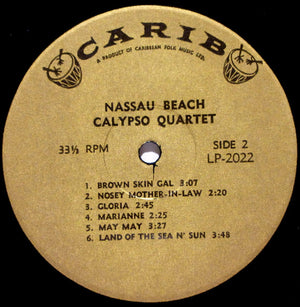 CARIB
A PRODUCT OF CARIBBEAN FOLK MUSIC LTD.
NASSAU BEACH
CALYPSO QUARTET
33⅓ RPM
SIDE 2
LP-2022
1. BROWN SKIN GAL 3:07
2. NOSEY MOTHER-IN-LAW 2:20
3. GLORIA 2:45
4. MARIANNE 2:25
5. MAY MAY 3:27
6. LAND OF THE SEA N' SUN 3:48